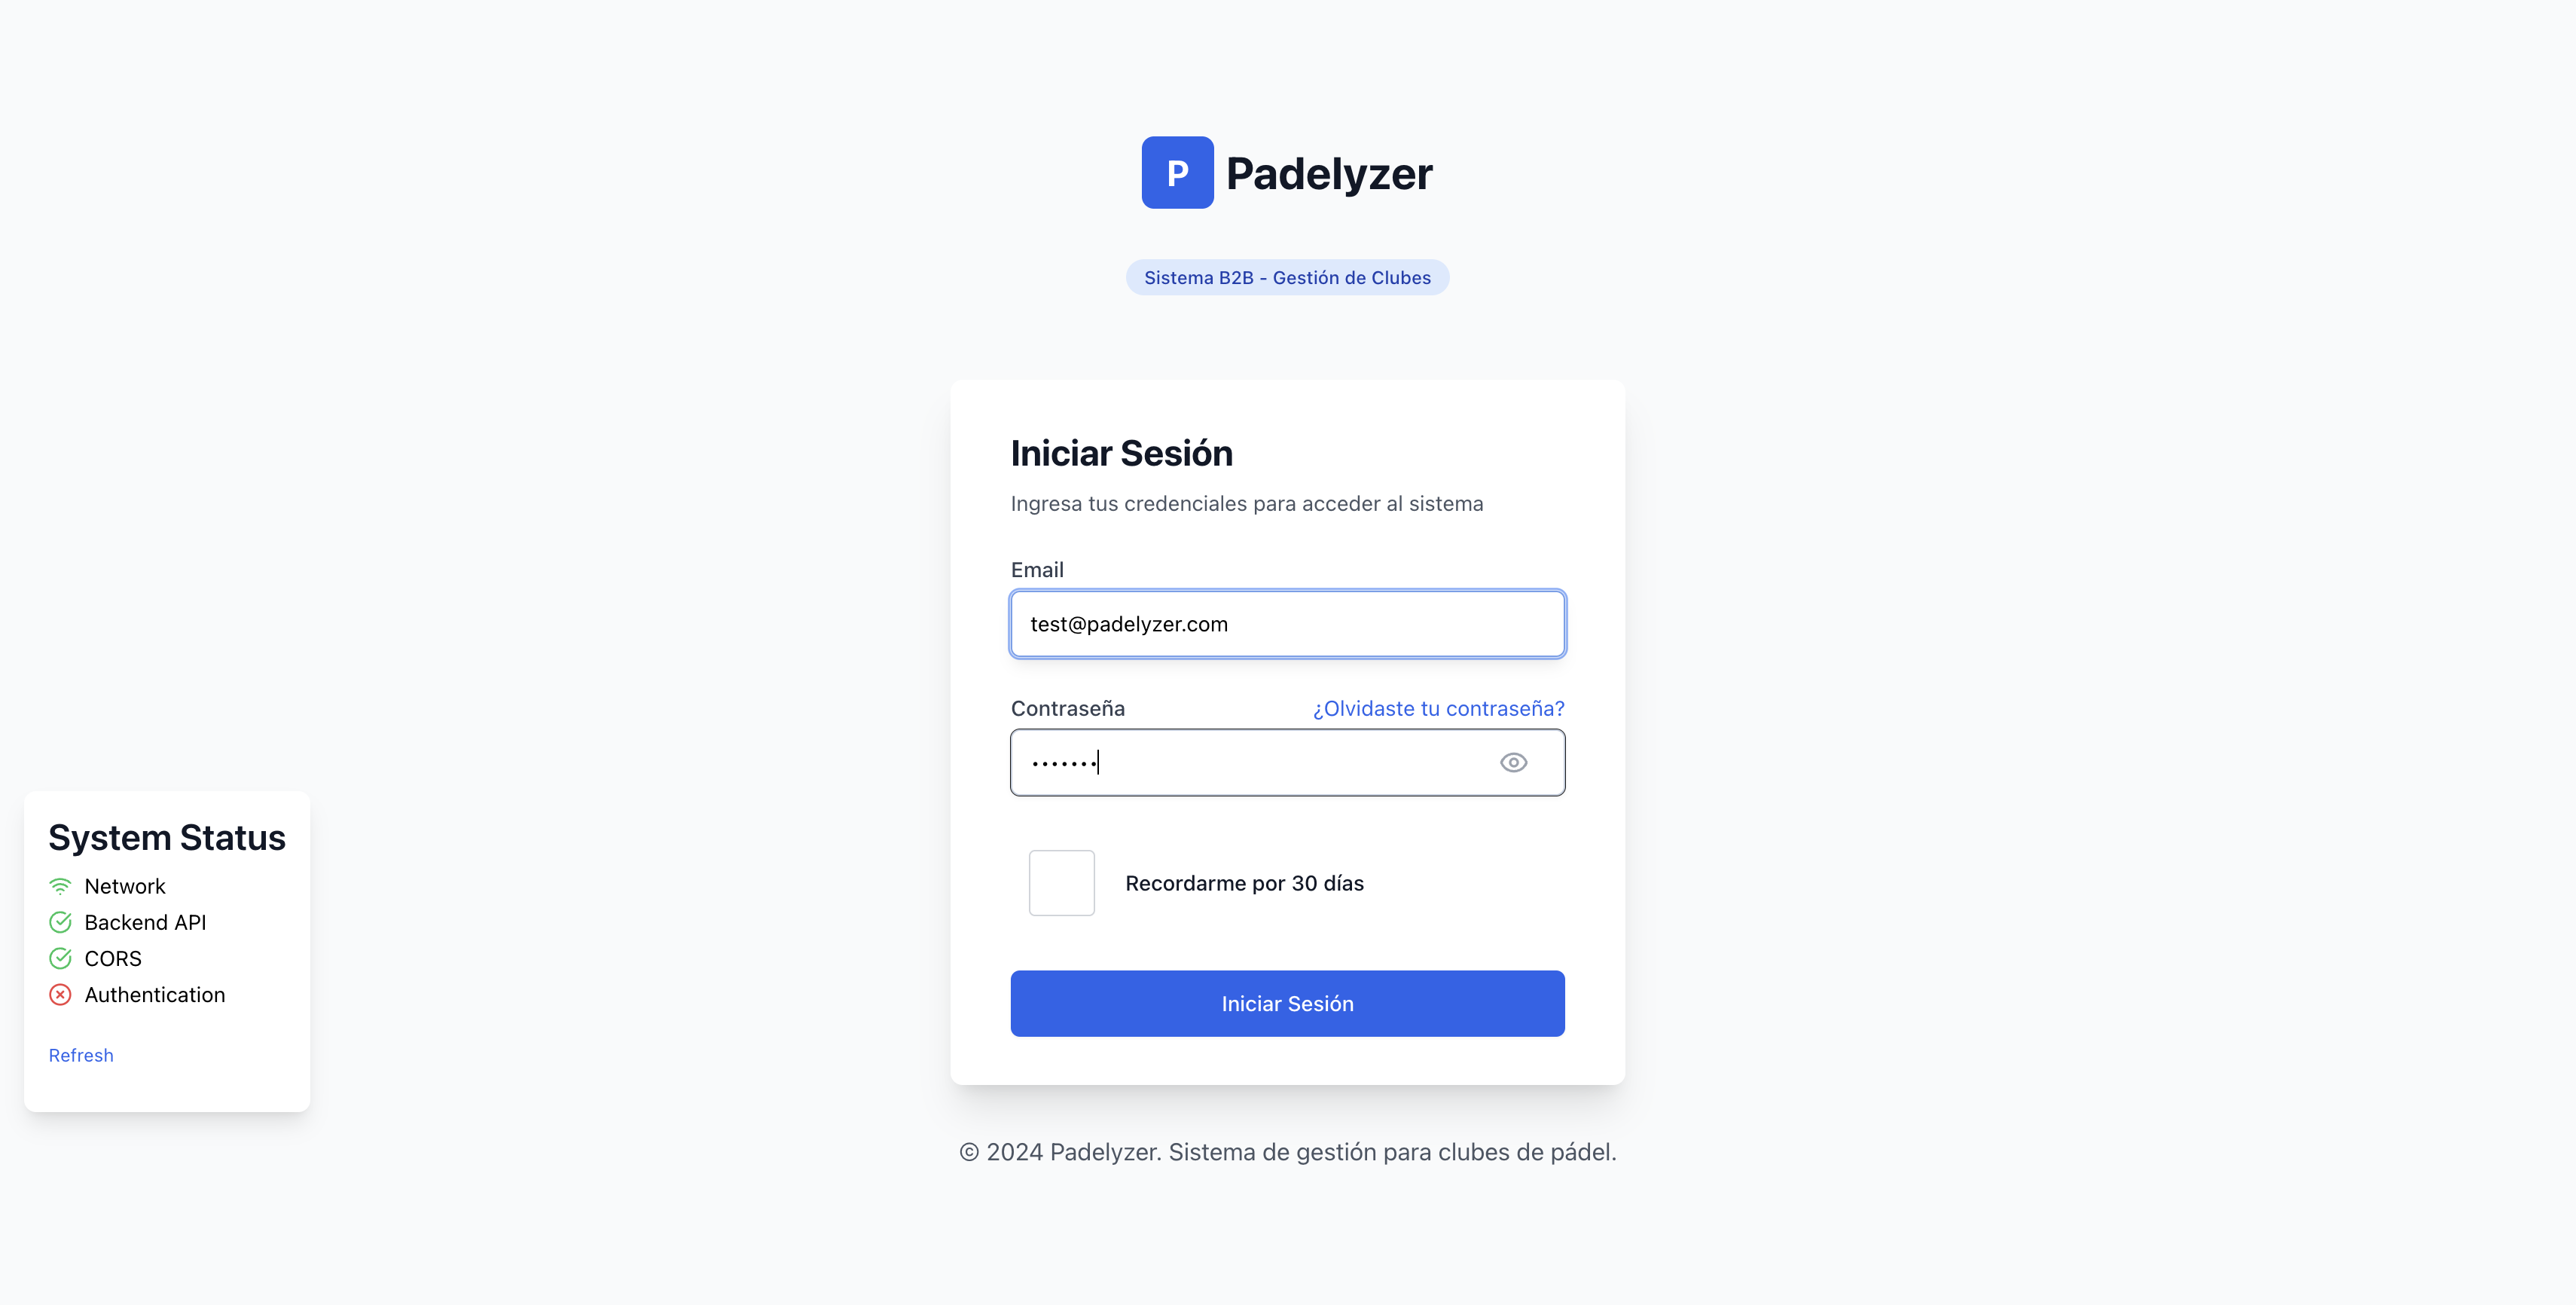 P Padelyzer
Sistema B2B - Gestión de Clubes
Iniciar Sesión
Ingresa tus credenciales para acceder al sistema
Email
test@padelyzer.com
Contraseña ¿Olvidaste tu contraseña?
•••••••
Recordarme por 30 días
Iniciar Sesión
© 2024 Padelyzer. Sistema de gestión para clubes de pádel.
System Status
Network
Backend API
CORS
Authentication
Refresh